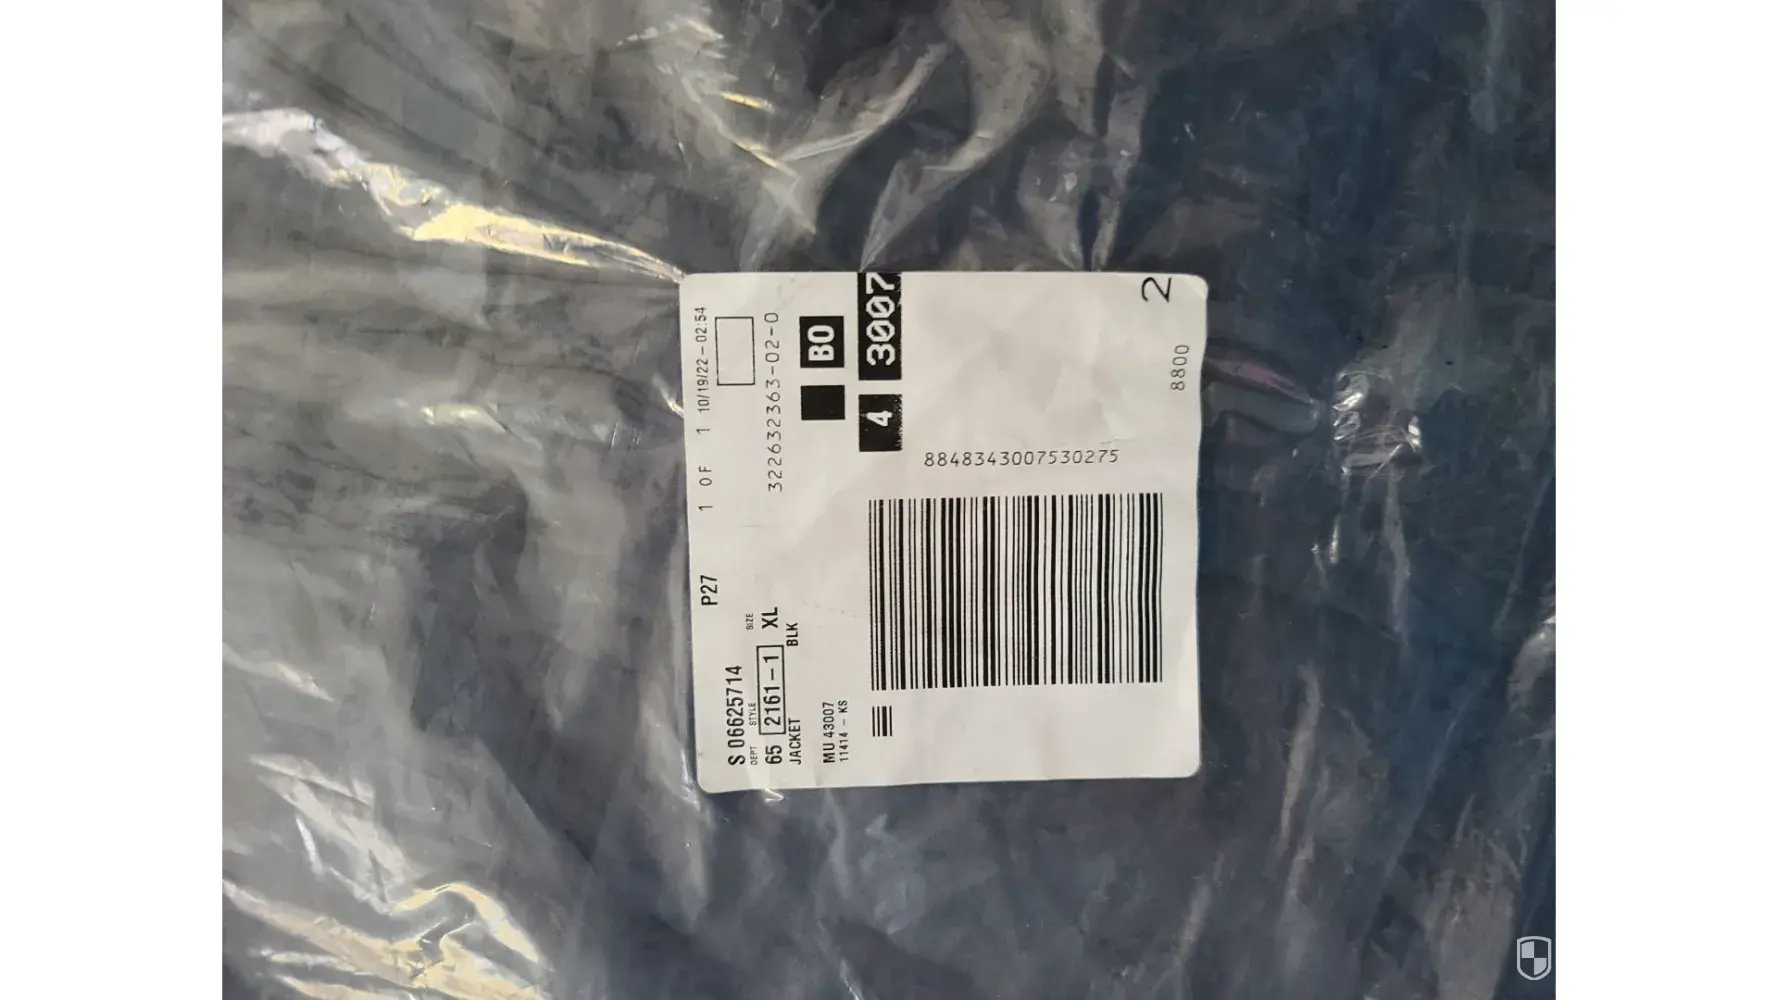 P27 1 OF 1 10/19/22-02:54
S 06625714
DEPT STYLE SIZE
65 2161-1 XL
322632363-02-0
JACKET BLK
BO
MU 43007
11414 - KS
4 3007
8848343007530275
8800
2